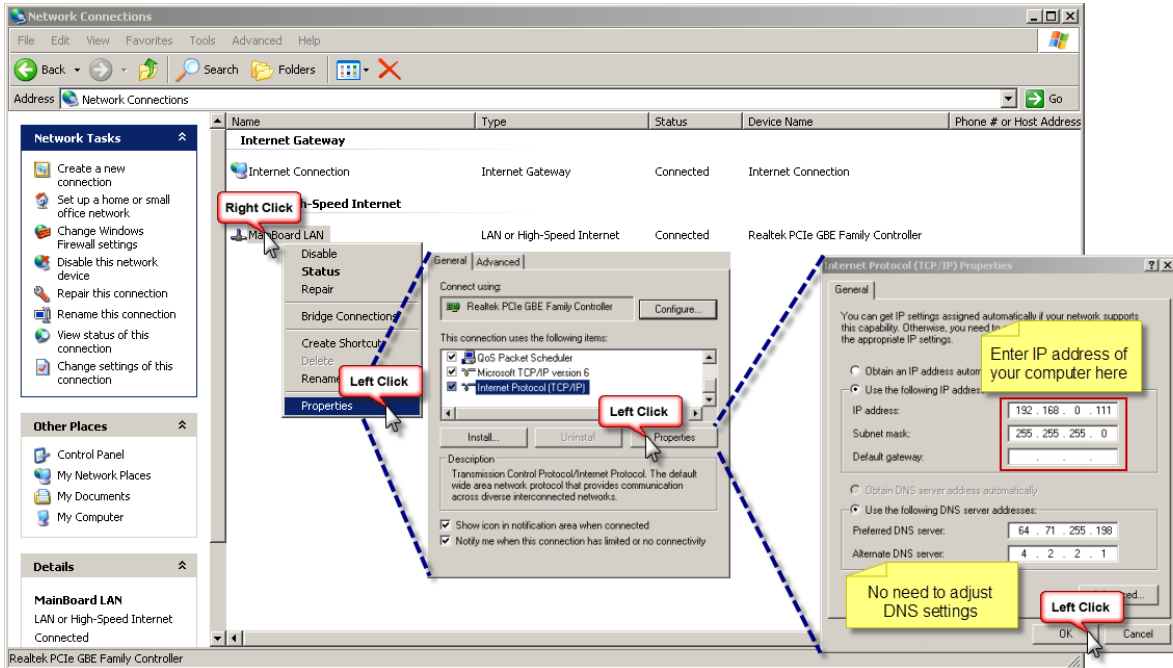 Network Connections
File Edit View Favorites Tools Advanced Help
Back Search Folders
Address Network Connections Go
Network Tasks
Create a new
connection
Set up a home or small
office network
Change Windows
Firewall settings
Disable this network
device
Repair this connection
Rename this connection
View status of this
connection
Change settings of this
connection
Other Places
Control Panel
My Network Places
My Documents
My Computer
Details
MainBoard LAN
LAN or High-Speed Internet
Connected
Realtek PCIe GBE Family Controller
Name Type Status Device Name Phone # or Host Address
Internet Gateway
Internet Connection Internet Gateway Connected Internet Connection
h-Speed Internet
Right Click
MainBoard LAN LAN or High-Speed Internet Connected Realtek PCIe GBE Family Controller
Disable
Status
Repair
Bridge Connections
Create Shortcut
Delete
Rename
Left Click
Properties
General Advanced
Connect using:
Realtek PCIe GBE Family Controller Configure...
This connection uses the following items:
QoS Packet Scheduler
Microsoft TCP/IP version 6
Internet Protocol (TCP/IP)
Left Click
Install... Uninstall Properties
Description
Transmission Control Protocol/Internet Protocol. The default
wide area network protocol that provides communication
across diverse interconnected networks.
Show icon in notification area when connected
Notify me when this connection has limited or no connectivity
Internet Protocol (TCP/IP) Properties
General
You can get IP settings assigned automatically if your network supports
this capability. Otherwise, you need to
the appropriate IP settings.
Enter IP address of
your computer here
Obtain an IP address autom
Use the following IP addres
IP address: 192 . 168 . 0 . 111
Subnet mask: 255 . 255 . 255 . 0
Default gateway: . . .
Obtain DNS server address automatically
Use the following DNS server addresses:
Preferred DNS server: 64 . 71 . 255 . 198
Alternate DNS server: 4 . 2 . 2 . 1
No need to adjust
DNS settings
ed...
Left Click
OK Cancel